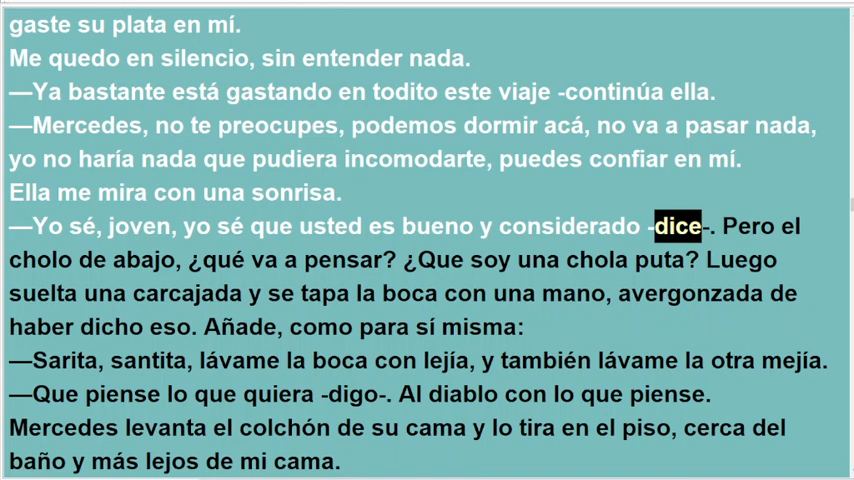 gaste su plata en mí.
Me quedo en silencio, sin entender nada.
—Ya bastante está gastando en todito este viaje -continúa ella.
—Mercedes, no te preocupes, podemos dormir acá, no va a pasar nada,
yo no haría nada que pudiera incomodarte, puedes confiar en mí.
Ella me mira con una sonrisa.
—Yo sé, joven, yo sé que usted es bueno y considerado -dice-. Pero el
cholo de abajo, ¿qué va a pensar? ¿Que soy una chola puta? Luego
suelta una carcajada y se tapa la boca con una mano, avergonzada de
haber dicho eso. Añade, como para sí misma:
—Sarita, santita, lávame la boca con lejía, y también lávame la otra mejía.
—Que piense lo que quiera -digo-. Al diablo con lo que piense.
Mercedes levanta el colchón de su cama y lo tira en el piso, cerca del
baño y más lejos de mi cama.